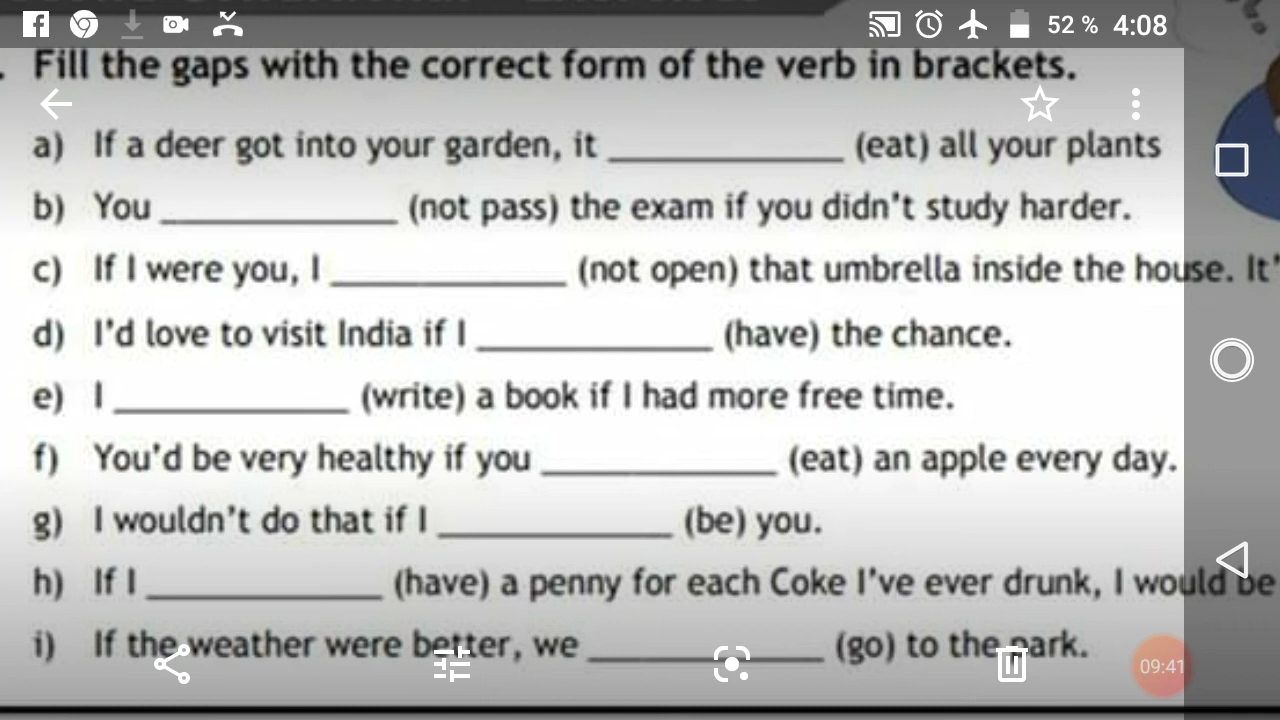 52 % 4:08
Fill the gaps with the correct form of the verb in brackets.
a) If a deer got into your garden, it ____________ (eat) all your plants
b) You ____________ (not pass) the exam if you didn't study harder.
c) If I were you, I ____________ (not open) that umbrella inside the house. It'
d) I'd love to visit India if I ____________ (have) the chance.
e) I ____________ (write) a book if I had more free time.
f) You'd be very healthy if you ____________ (eat) an apple every day.
g) I wouldn't do that if I ____________ (be) you.
h) If I ____________ (have) a penny for each Coke I've ever drunk, I would be
i) If the weather were better, we ____________ (go) to the park.
09:41